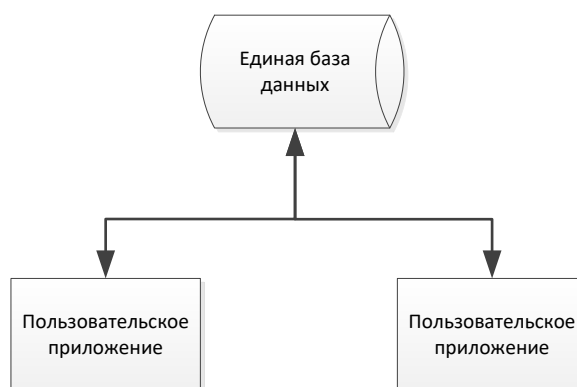 Единая база
данных
Пользовательское
приложение
Пользовательское
приложение